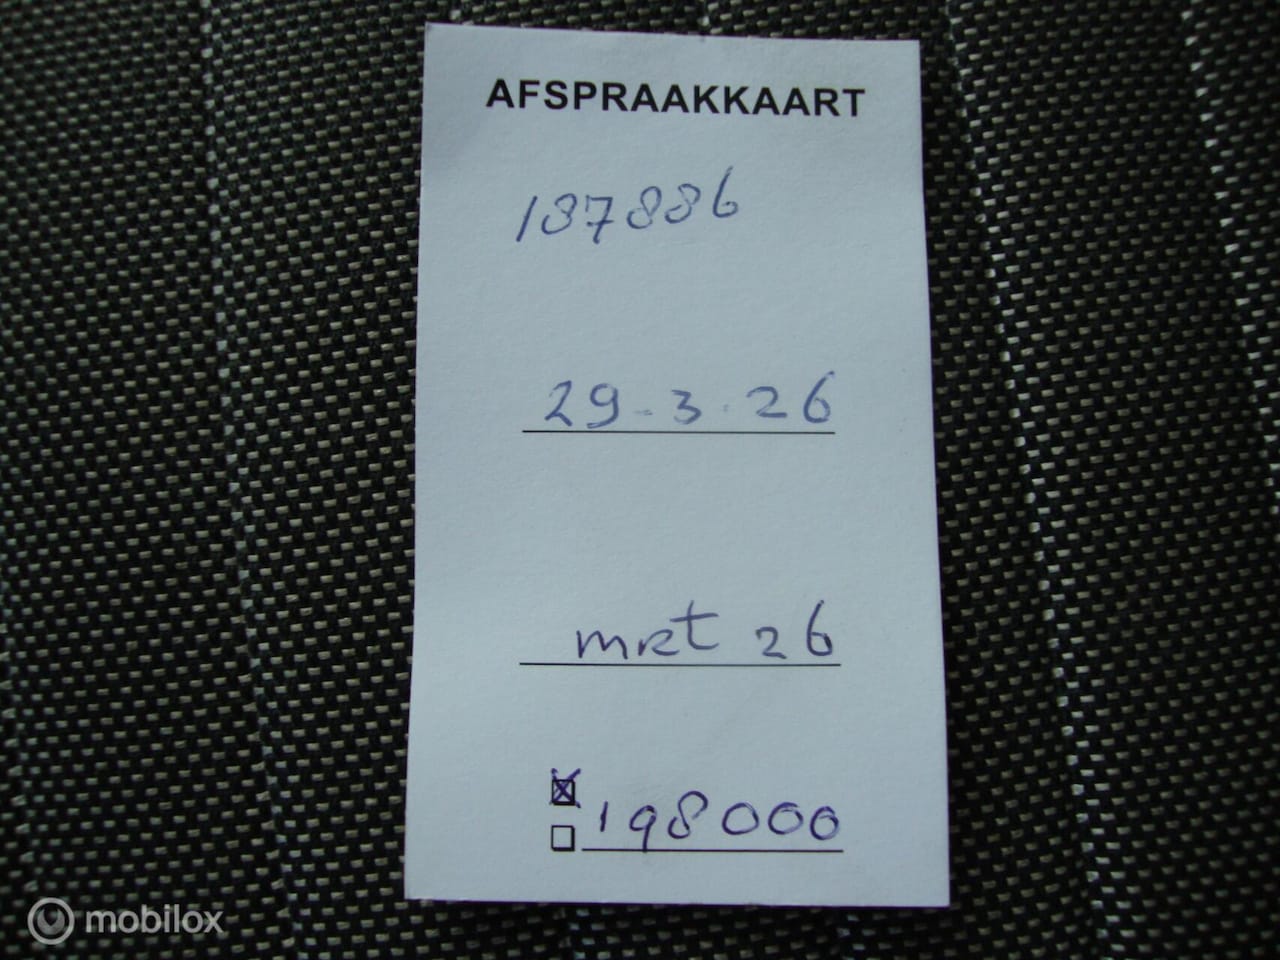 AFSPRAAKKAART
187886
29-3-26
mrt 26
198000
mobilox